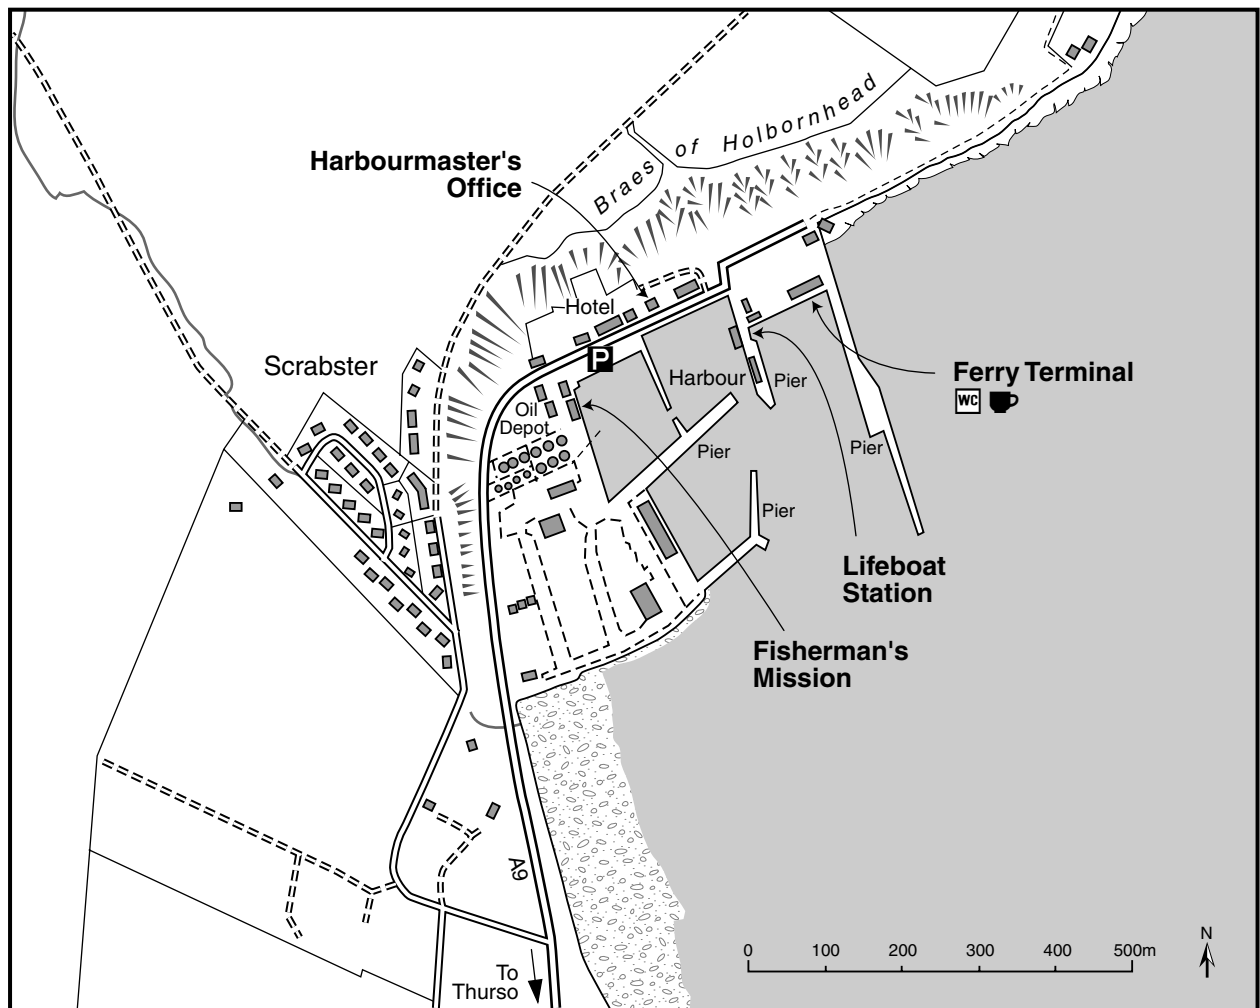 Braes of Holbornhead
Harbourmaster's
Office
Hotel
P
Scrabster
Harbour
Pier
Ferry Terminal
WC
Oil
Depot
Pier
Pier
Pier
Lifeboat
Station
Fisherman's
Mission
A9
To
Thurso
0 100 200 300 400 500m
N